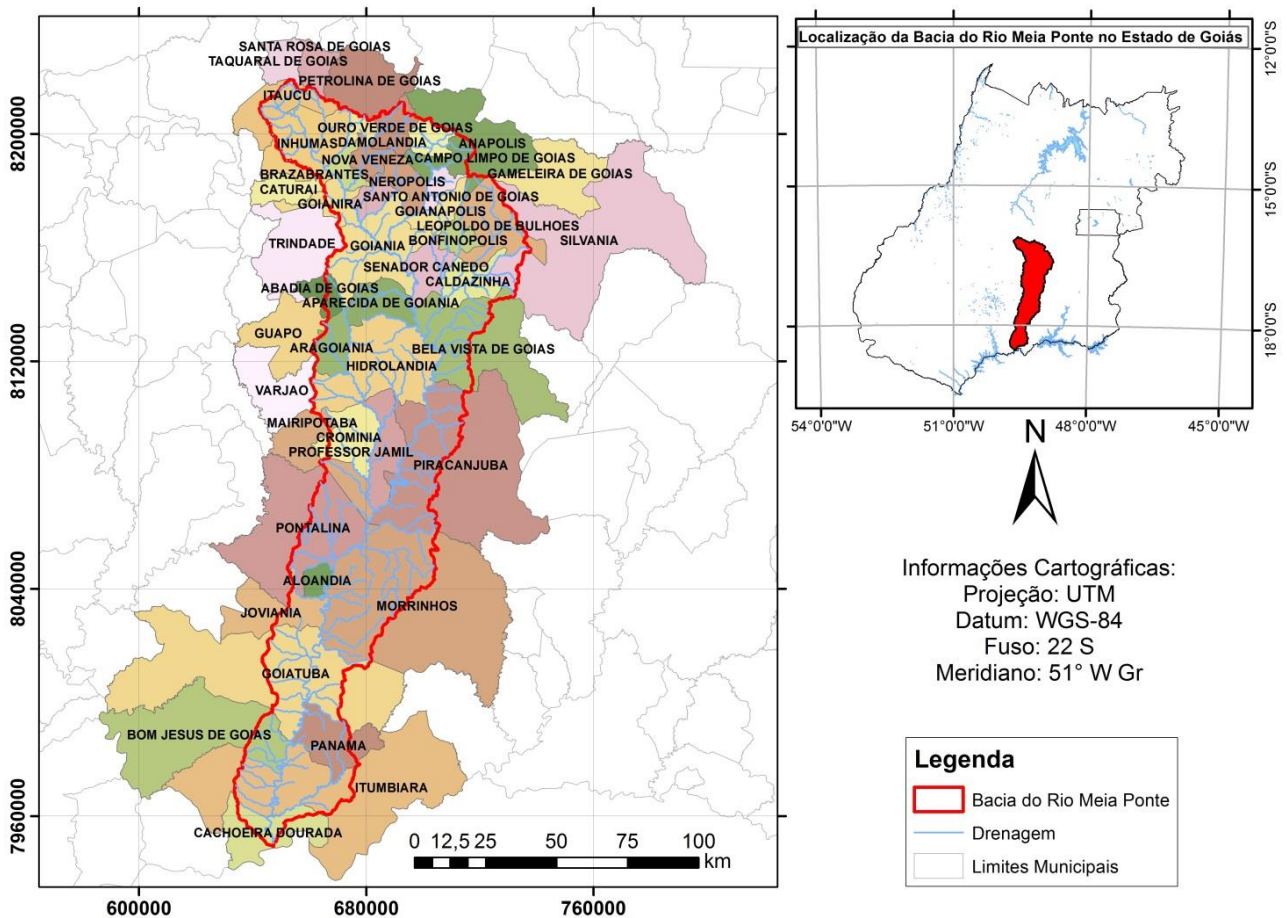 SANTA ROSA DE GOIAS
TAQUARAL DE GOIAS
PETROLINA DE GOIAS
ITAUCU
OURO VERDE DE GOIAS
INHUMAS
DAMOLANDIA
ANAPOLIS
NOVA VENEZA
CAMPO LIMPO DE GOIAS
BRAZABRANTES
GAMELEIRA DE GOIAS
CATURAI
NEROPOLIS
SANTO ANTONIO DE GOIAS
GOIANIRA
GOIANAPOLIS
LEOPOLDO DE BULHOES
TRINDADE
GOIANIA
BONFINOPOLIS
SILVANIA
SENADOR CANEDO
CALDAZINHA
ABADIA DE GOIAS
APARECIDA DE GOIANIA
GUAPO
ARAGOIANIA
BELA VISTA DE GOIAS
HIDROLANDIA
VARJAO
MAIRIPOTABA
CROMINIA
PROFESSOR JAMIL
PIRACANJUBA
PONTALINA
ALOANDIA
JOVIANIA
MORRINHOS
GOIATUBA
BOM JESUS DE GOIAS
PANAMA
ITUMBIARA
CACHOEIRA DOURADA
0 12,5 25 50 75 100
km
8200000
8120000
8040000
7960000
600000 680000 760000
Localização da Bacia do Rio Meia Ponte no Estado de Goiás
12°0'0"S
15°0'0"S
18°0'0"S
54°0'0"W 51°0'0"W 48°0'0"W 45°0'0"W
N
Informações Cartográficas:
Projeção: UTM
Datum: WGS-84
Fuso: 22 S
Meridiano: 51° W Gr
Legenda
Bacia do Rio Meia Ponte
Drenagem
Limites Municipais